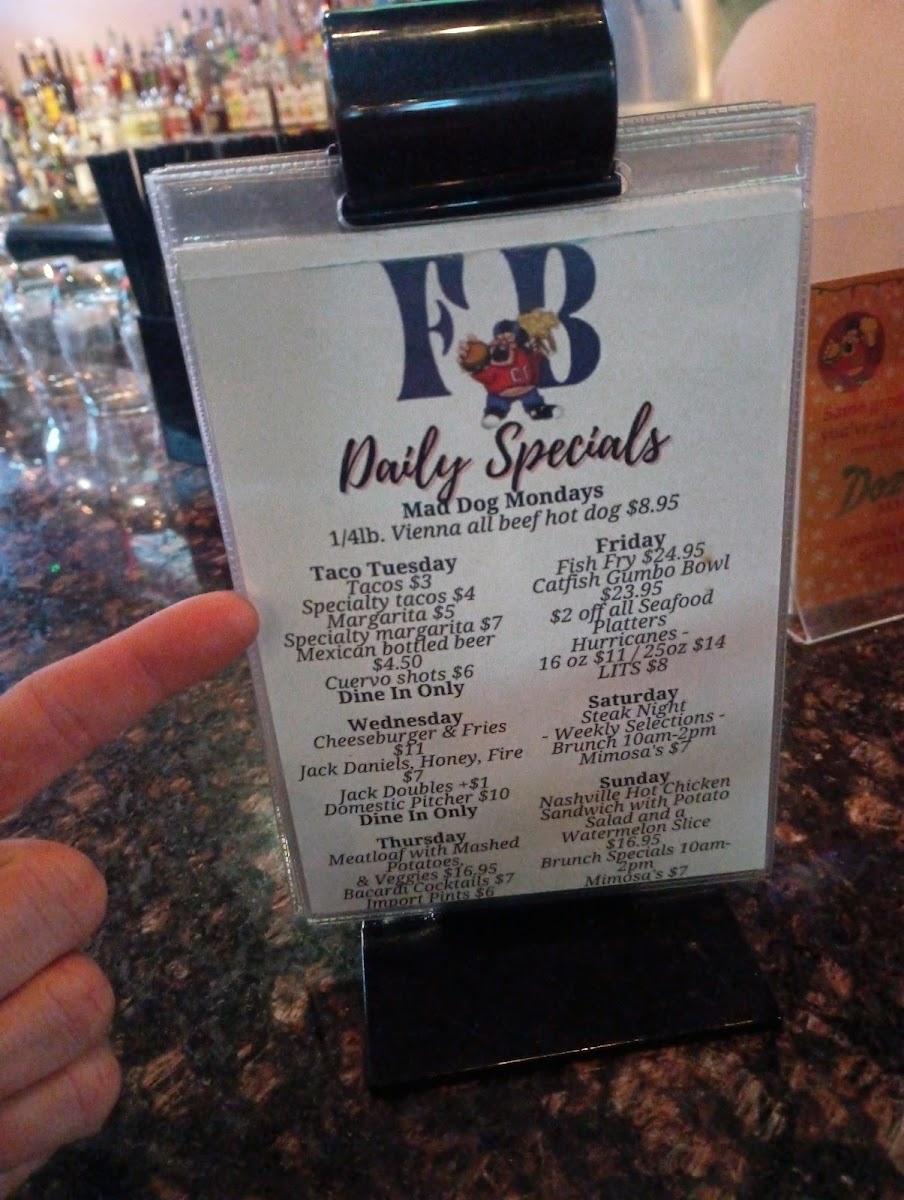 FB
Daily Specials
Mad Dog Mondays
1/4lb. Vienna all beef hot dog $8.95
Taco Tuesday
Tacos $3
Specialty tacos $4
Margarita $5
Specialty margarita $7
Mexican bottled beer
$4.50
Cuervo shots $6
Dine In Only
Wednesday
Cheeseburger & Fries
$11
Jack Daniels, Honey, Fire
$7
Jack Doubles +$1
Domestic Pitcher $10
Dine In Only
Thursday
Meatloaf with Mashed
Potatoes,
& Veggies $16.95
Bacardi Cocktails $7
Import Pints $6
Friday
Fish Fry $24.95
Catfish Gumbo Bowl
$23.95
$2 off all Seafood
Platters
Hurricanes -
16 oz $11 / 25oz $14
LITS $8
Saturday
Steak Night
- Weekly Selections -
Brunch 10am-2pm
Mimosa's $7
Sunday
Nashville Hot Chicken
Sandwich with Potato
Salad and a
Watermelon Slice
$16.95
Brunch Specials 10am-
2pm
Mimosa's $7